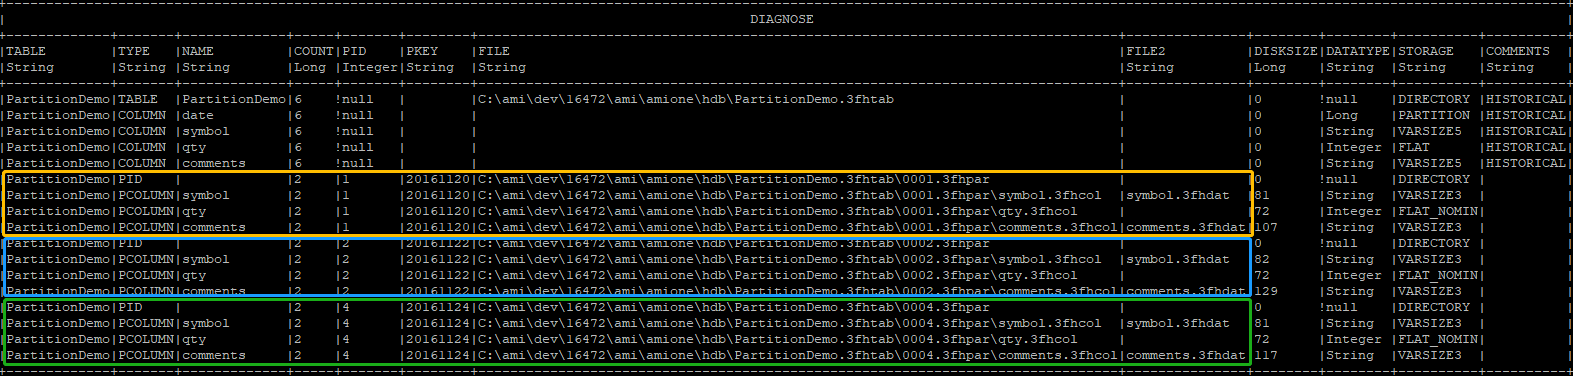 DIAGNOSE
|TABLE |TYPE |NAME |COUNT|PID |PKEY |FILE |FILE2 |DISKSIZE|DATATYPE|STORAGE |COMMENTS |
|String |String |String |Long |Integer|String |String |String |Long |String |String |String |
|PartitionDemo|TABLE |PartitionDemo|6 |!null | |C:\ami\dev\16472\ami\amione\hdb\PartitionDemo.3fhtab | |0 |!null |DIRECTORY |HISTORICAL|
|PartitionDemo|COLUMN |date |6 |!null | | | |0 |Long |PARTITION |HISTORICAL|
|PartitionDemo|COLUMN |symbol |6 |!null | | | |0 |String |VARSIZE5 |HISTORICAL|
|PartitionDemo|COLUMN |qty |6 |!null | | | |0 |Integer |FLAT |HISTORICAL|
|PartitionDemo|COLUMN |comments |6 |!null | | | |0 |String |VARSIZE5 |HISTORICAL|
|PartitionDemo|PID | |2 |1 |20161120|C:\ami\dev\16472\ami\amione\hdb\PartitionDemo.3fhtab\0001.3fhpar | |0 |!null |DIRECTORY | |
|PartitionDemo|PCOLUMN|symbol |2 |1 |20161120|C:\ami\dev\16472\ami\amione\hdb\PartitionDemo.3fhtab\0001.3fhpar\symbol.3fhcol |symbol.3fhdat |81 |String |VARSIZE3 | |
|PartitionDemo|PCOLUMN|qty |2 |1 |20161120|C:\ami\dev\16472\ami\amione\hdb\PartitionDemo.3fhtab\0001.3fhpar\qty.3fhcol | |72 |Integer |FLAT_NOMIN| |
|PartitionDemo|PCOLUMN|comments |2 |1 |20161120|C:\ami\dev\16472\ami\amione\hdb\PartitionDemo.3fhtab\0001.3fhpar\comments.3fhcol|comments.3fhdat|107 |String |VARSIZE3 | |
|PartitionDemo|PID | |2 |2 |20161122|C:\ami\dev\16472\ami\amione\hdb\PartitionDemo.3fhtab\0002.3fhpar | |0 |!null |DIRECTORY | |
|PartitionDemo|PCOLUMN|symbol |2 |2 |20161122|C:\ami\dev\16472\ami\amione\hdb\PartitionDemo.3fhtab\0002.3fhpar\symbol.3fhcol |symbol.3fhdat |82 |String |VARSIZE3 | |
|PartitionDemo|PCOLUMN|qty |2 |2 |20161122|C:\ami\dev\16472\ami\amione\hdb\PartitionDemo.3fhtab\0002.3fhpar\qty.3fhcol | |72 |Integer |FLAT_NOMIN| |
|PartitionDemo|PCOLUMN|comments |2 |2 |20161122|C:\ami\dev\16472\ami\amione\hdb\PartitionDemo.3fhtab\0002.3fhpar\comments.3fhcol|comments.3fhdat|129 |String |VARSIZE3 | |
|PartitionDemo|PID | |2 |4 |20161124|C:\ami\dev\16472\ami\amione\hdb\PartitionDemo.3fhtab\0004.3fhpar | |0 |!null |DIRECTORY | |
|PartitionDemo|PCOLUMN|symbol |2 |4 |20161124|C:\ami\dev\16472\ami\amione\hdb\PartitionDemo.3fhtab\0004.3fhpar\symbol.3fhcol |symbol.3fhdat |81 |String |VARSIZE3 | |
|PartitionDemo|PCOLUMN|qty |2 |4 |20161124|C:\ami\dev\16472\ami\amione\hdb\PartitionDemo.3fhtab\0004.3fhpar\qty.3fhcol | |72 |Integer |FLAT_NOMIN| |
|PartitionDemo|PCOLUMN|comments |2 |4 |20161124|C:\ami\dev\16472\ami\amione\hdb\PartitionDemo.3fhtab\0004.3fhpar\comments.3fhcol|comments.3fhdat|117 |String |VARSIZE3 | |